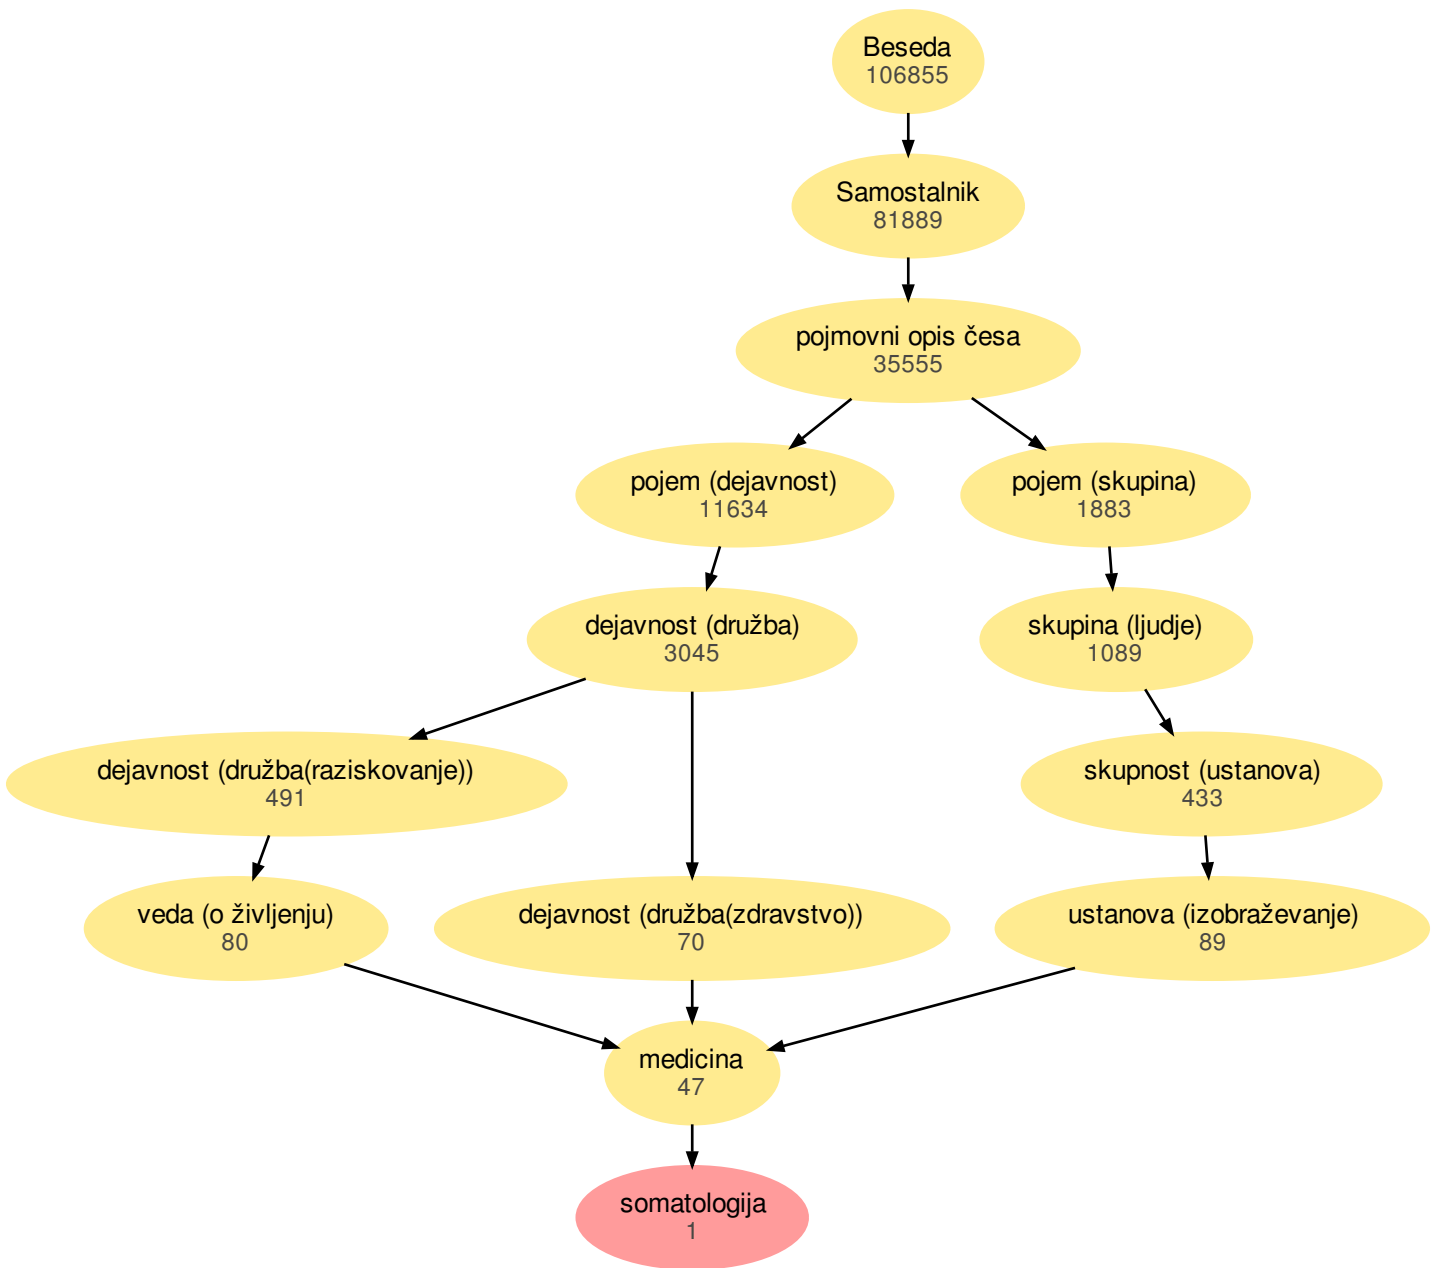 Beseda
106855
Samostalnik
81889
pojmovni opis česa
35555
pojem (dejavnost)
11634
pojem (skupina)
1883
dejavnost (družba)
3045
skupina (ljudje)
1089
dejavnost (družba(raziskovanje))
491
skupnost (ustanova)
433
veda (o življenju)
80
dejavnost (družba(zdravstvo))
70
ustanova (izobraževanje)
89
medicina
47
somatologija
1